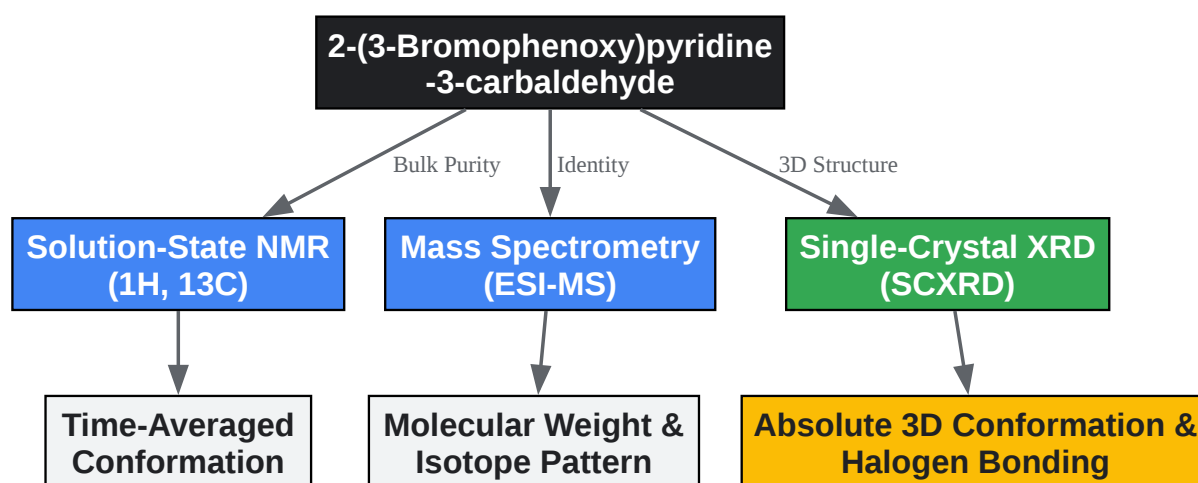 2-(3-Bromophenoxy)pyridine
-3-carbaldehyde
Bulk Purity
Identity
3D Structure
Solution-State NMR
(1H, 13C)
Mass Spectrometry
(ESI-MS)
Single-Crystal XRD
(SCXRD)
Time-Averaged
Conformation
Molecular Weight &
Isotope Pattern
Absolute 3D Conformation &
Halogen Bonding